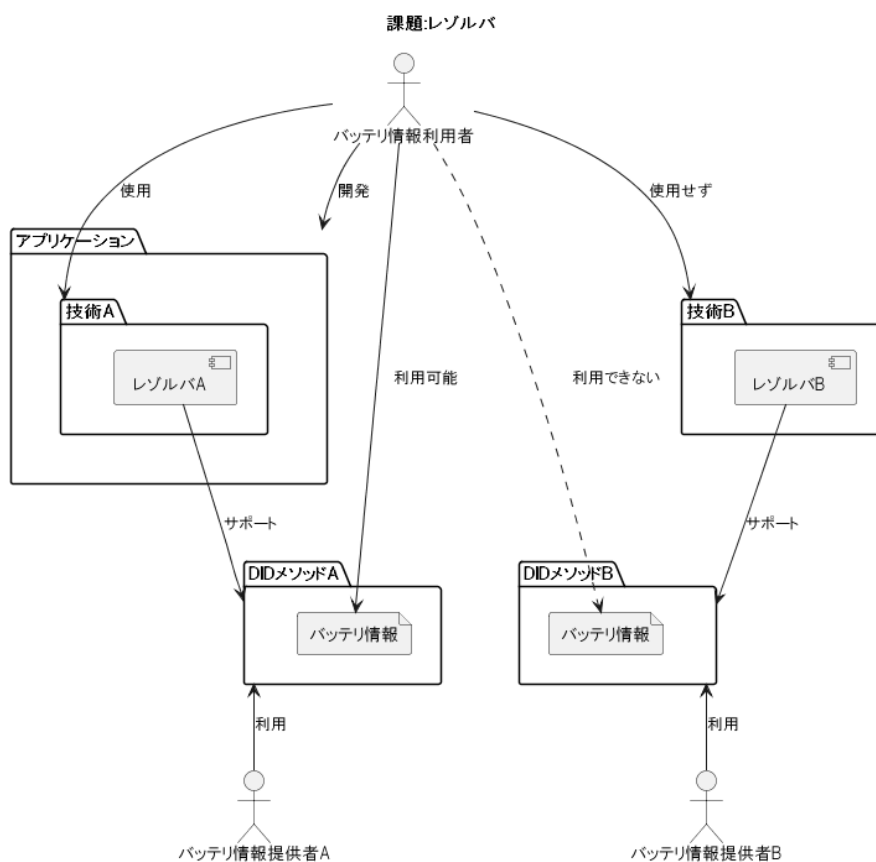 課題:レゾルバ
バッテリ情報利用者
使用
開発
使用せず
アプリケーション
技術A
技術B
レゾルバA
利用可能
利用できない
レゾルバB
サポート
サポート
DIDメソッドA
DIDメソッドB
バッテリ情報
バッテリ情報
利用
利用
バッテリ情報提供者A
バッテリ情報提供者B